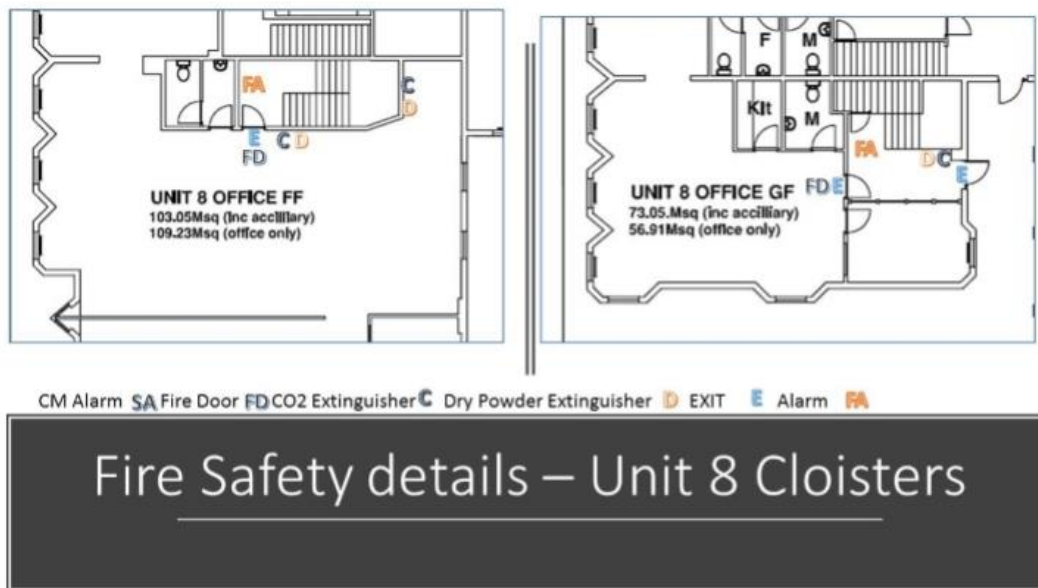 FA
C
D
E
C
D
FD
UNIT 8 OFFICE FF
103.05Msq (inc accilliary)
109.23Msq (office only)
F
M
Kit
M
FA
D
C
E
FD
E
UNIT 8 OFFICE GF
73.05.Msq (inc accilliary)
56.91Msq (office only)
CM Alarm SA Fire Door FD CO2 Extinguisher C Dry Powder Extinguisher D EXIT E Alarm FA
Fire Safety details – Unit 8 Cloisters